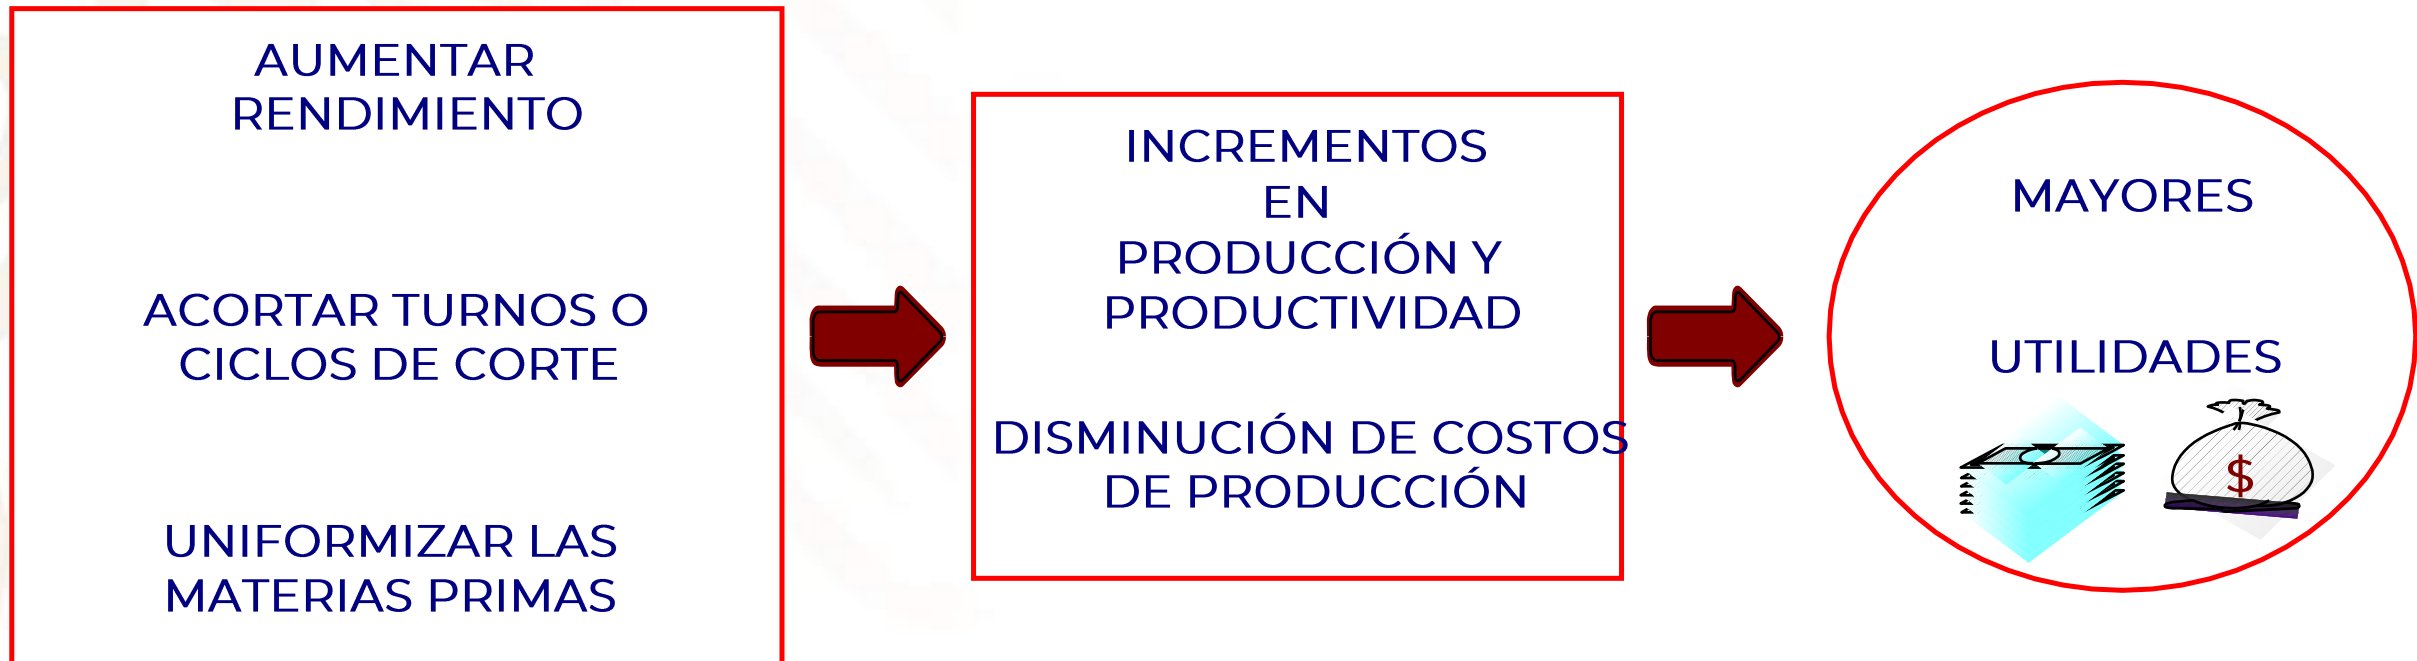 AUMENTAR
RENDIMIENTO
ACORTAR TURNOS O
CICLOS DE CORTE
UNIFORMIZAR LAS
MATERIAS PRIMAS
INCREMENTOS
EN
PRODUCCIÓN Y
PRODUCTIVIDAD
DISMINUCIÓN DE COSTOS
DE PRODUCCIÓN
MAYORES
UTILIDADES
$